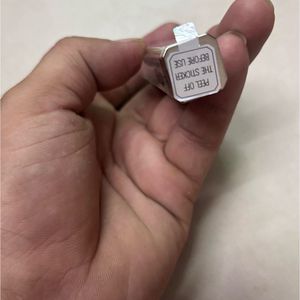 PEEL OFF
THE STICKER
BEFORE USE